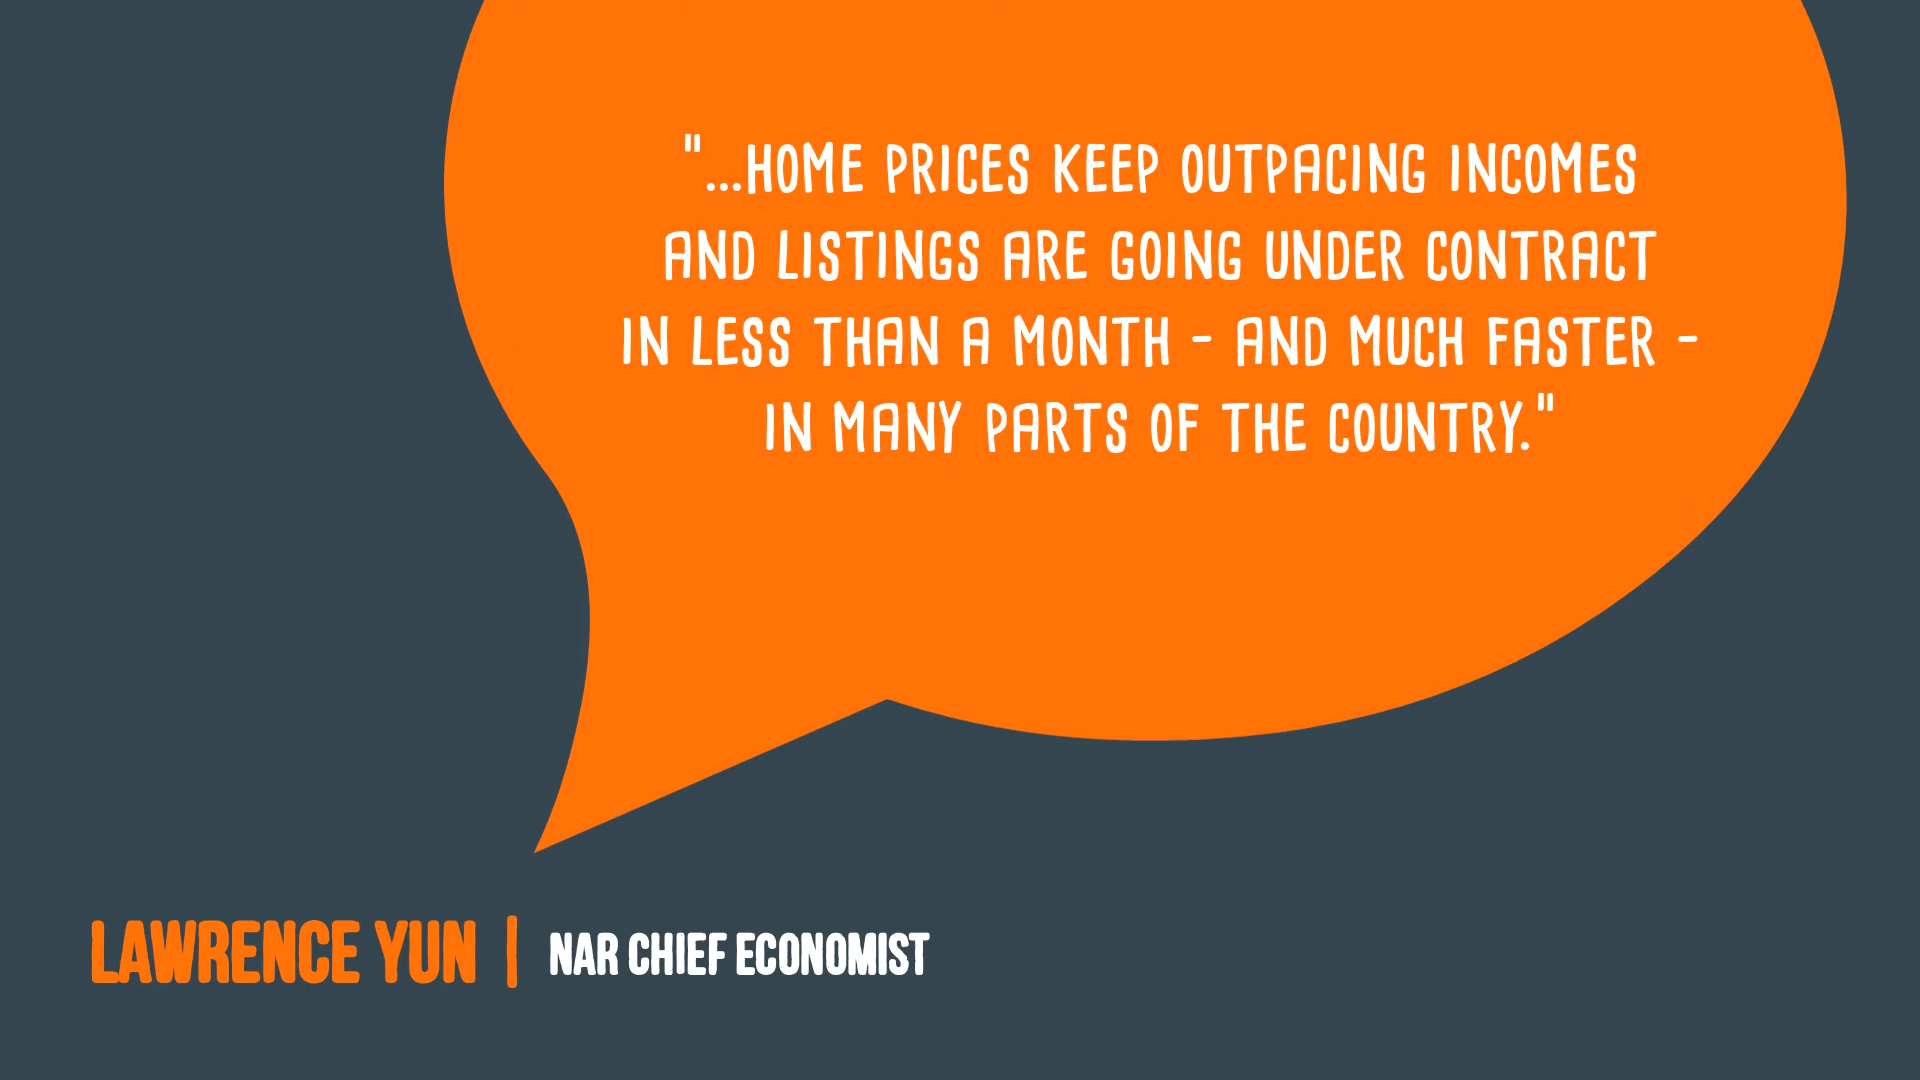 "...HOME PRICES KEEP OUTPACING INCOMES
AND LISTINGS ARE GOING UNDER CONTRACT
IN LESS THAN A MONTH - AND MUCH FASTER -
IN MANY PARTS OF THE COUNTRY."
LAWRENCE YUN | NAR CHIEF ECONOMIST